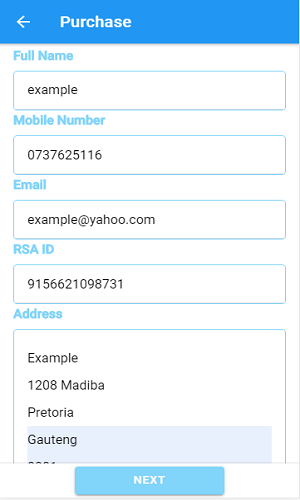 Purchase
Full Name
example
Mobile Number
0737625116
Email
example@yahoo.com
RSA ID
9156621098731
Address
Example
1208 Madiba
Pretoria
Gauteng
NEXT